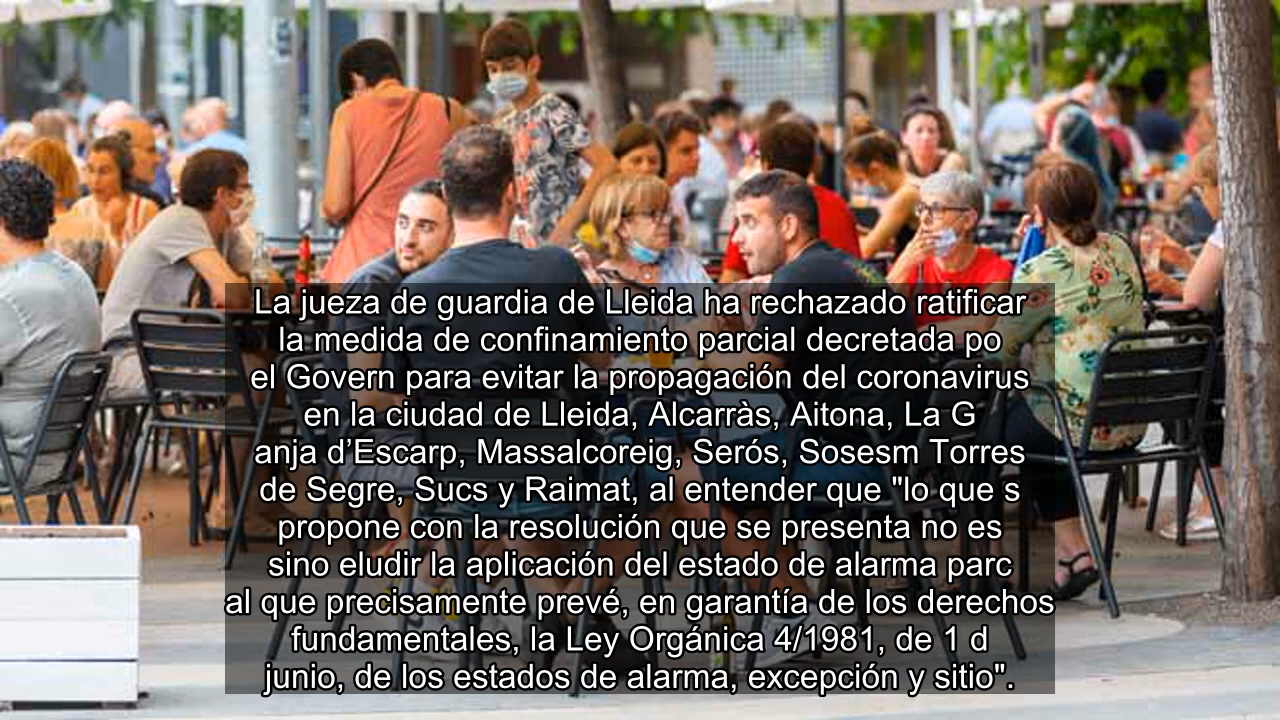 La jueza de guardia de Lleida ha rechazado ratificar
la medida de confinamiento parcial decretada po
el Govern para evitar la propagación del coronavirus
en la ciudad de Lleida, Alcarràs, Aitona, La G
anja d’Escarp, Massalcoreig, Serós, Sosesm Torres
de Segre, Sucs y Raimat, al entender que "lo que s
propone con la resolución que se presenta no es
sino eludir la aplicación del estado de alarma parc
al que precisamente prevé, en garantía de los derechos
fundamentales, la Ley Orgánica 4/1981, de 1 d
junio, de los estados de alarma, excepción y sitio".